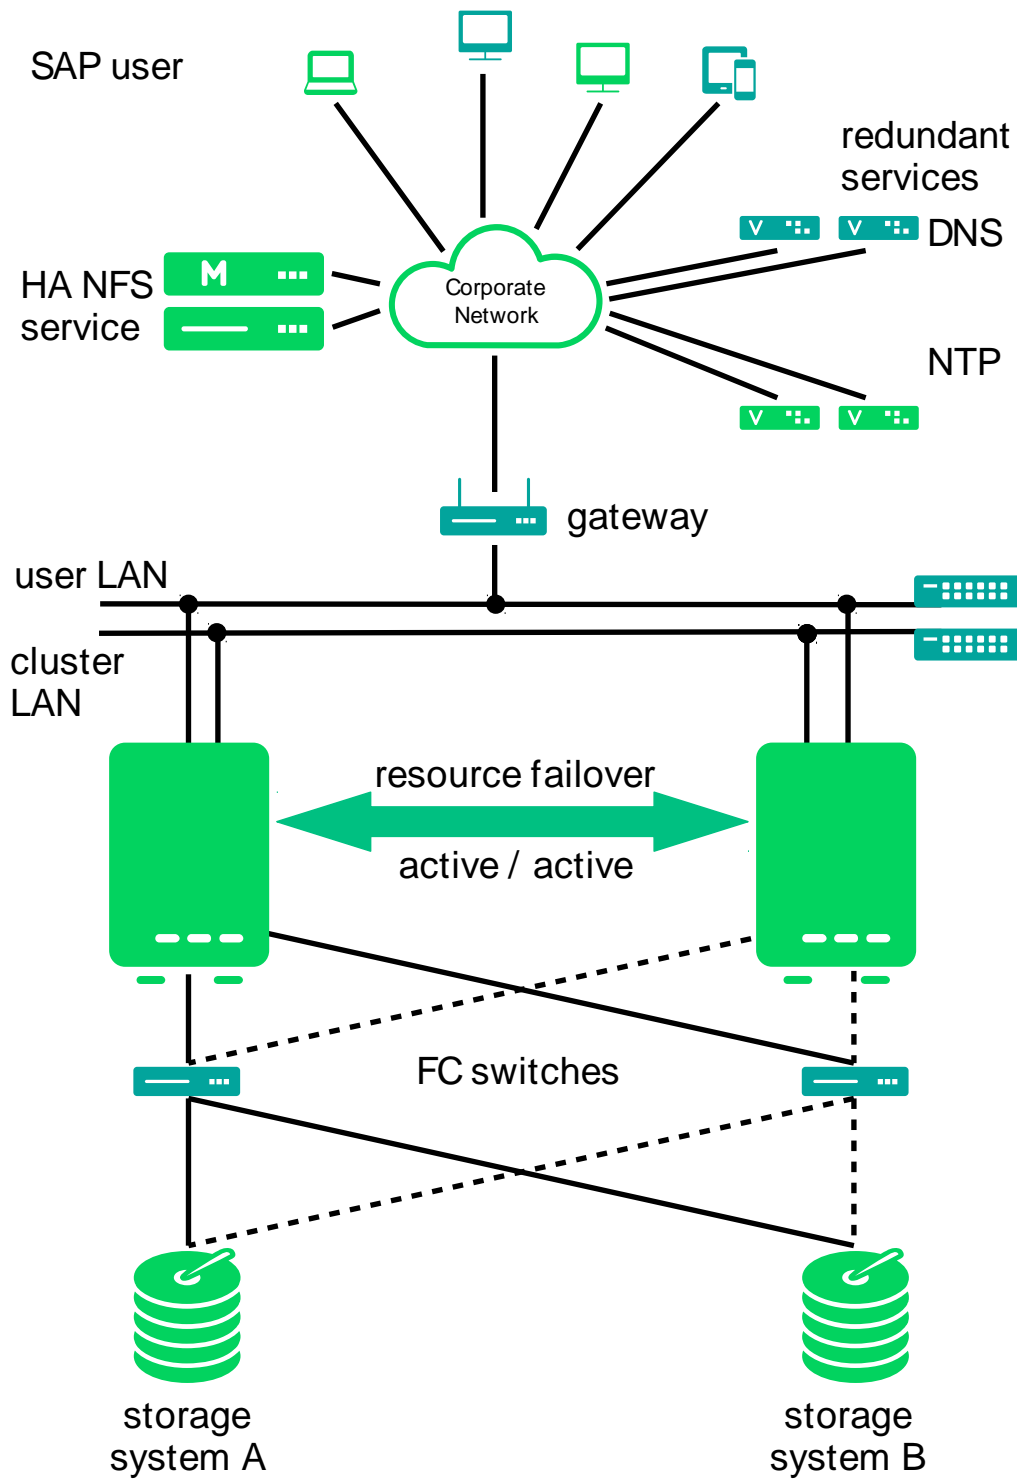 SAP user
redundant
services
DNS
HA NFS
service
M
Corporate
Network
NTP
gateway
user LAN
cluster
LAN
resource failover
active / active
FC switches
storage
system A
storage
system B